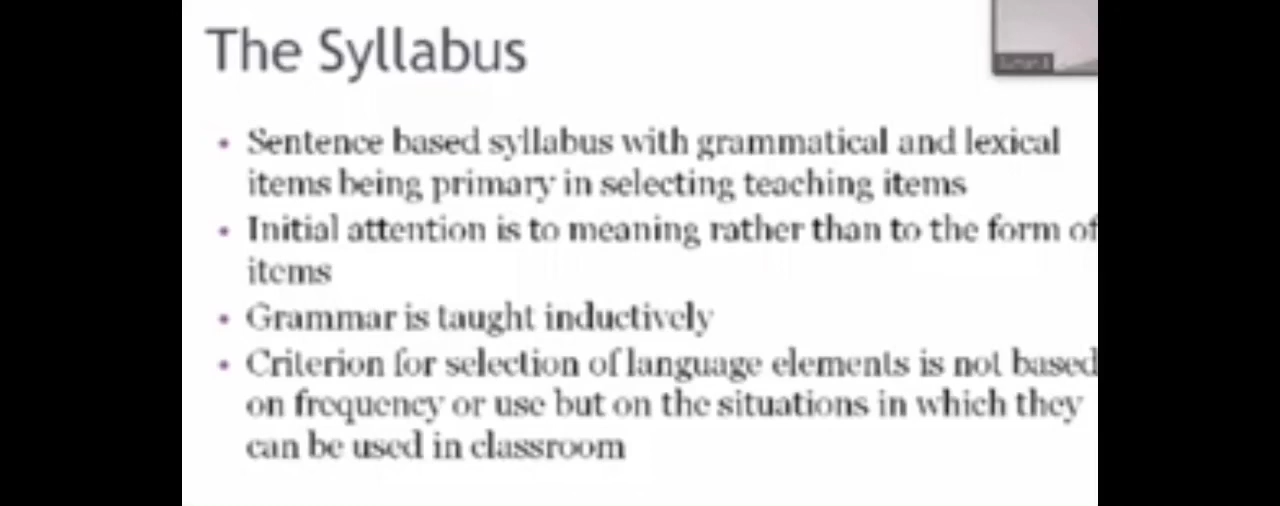 The Syllabus
• Sentence based syllabus with grammatical and lexical
items being primary in selecting teaching items
• Initial attention is to meaning rather than to the form of
items
• Grammar is taught inductively
• Criterion for selection of language elements is not based
on frequency or use but on the situations in which they
can be used in classroom